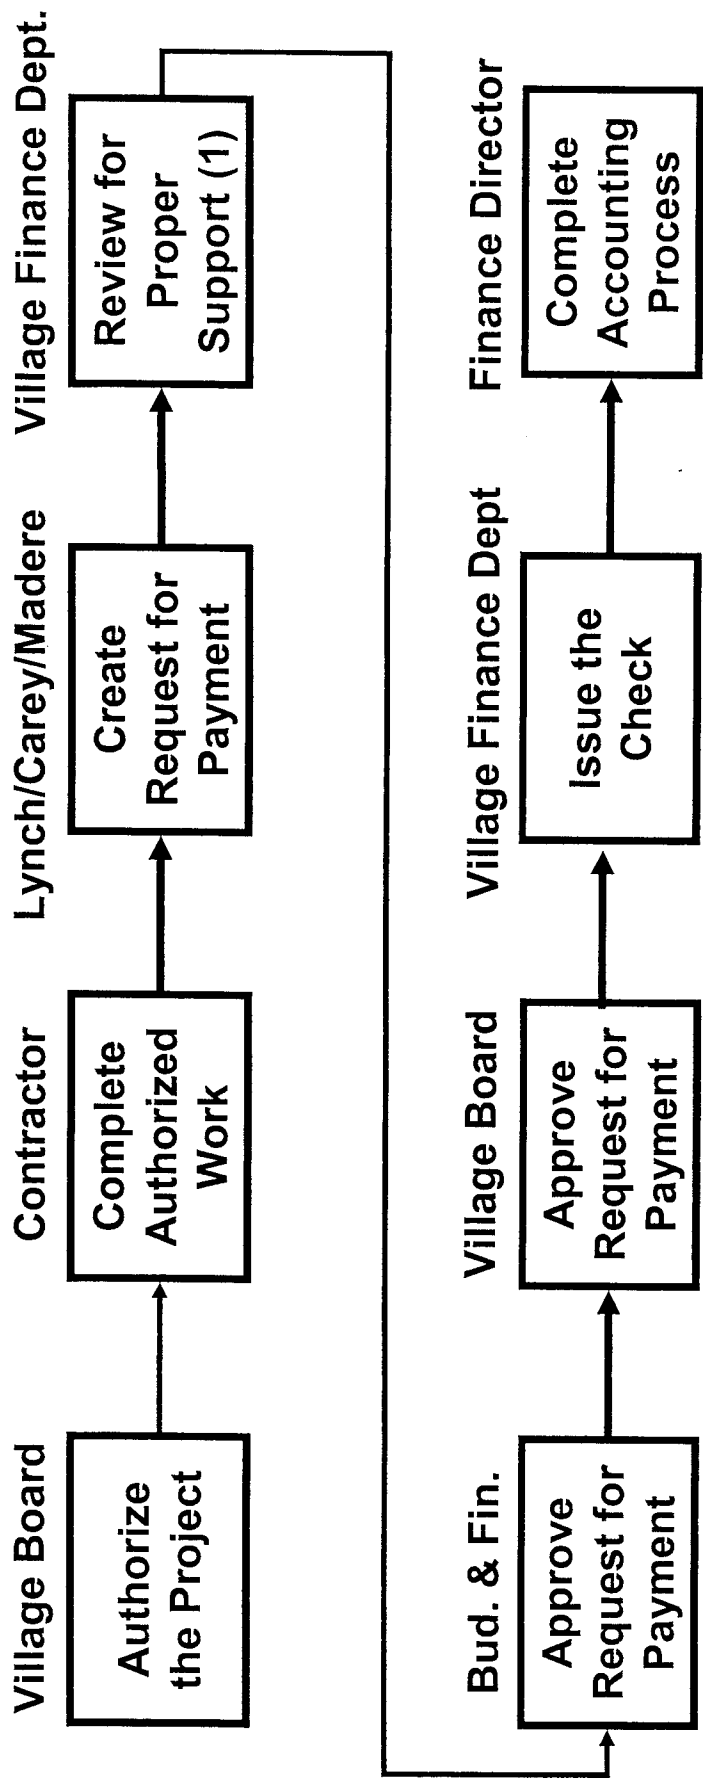 Village Board
Authorize
the Project
Contractor
Complete
Authorized
Work
Lynch/Carey/Madere
Create
Request for
Payment
Village Finance Dept.
Review for
Proper
Support (1)
Bud. & Fin.
Approve
Request for
Payment
Village Board
Approve
Request for
Payment
Village Finance Dept
Issue the
Check
Finance Director
Complete
Accounting
Process